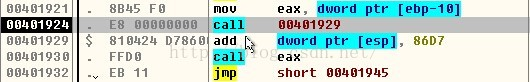 00401921 . 8B45 F0 mov eax, dword ptr [ebp-10]
00401924 . E8 00000000 call 00401929
00401929 $ 810424 D7860 add dword ptr [esp], 86D7
00401930 . FFD0 call eax
00401932 .. EB 11 jmp short 00401945